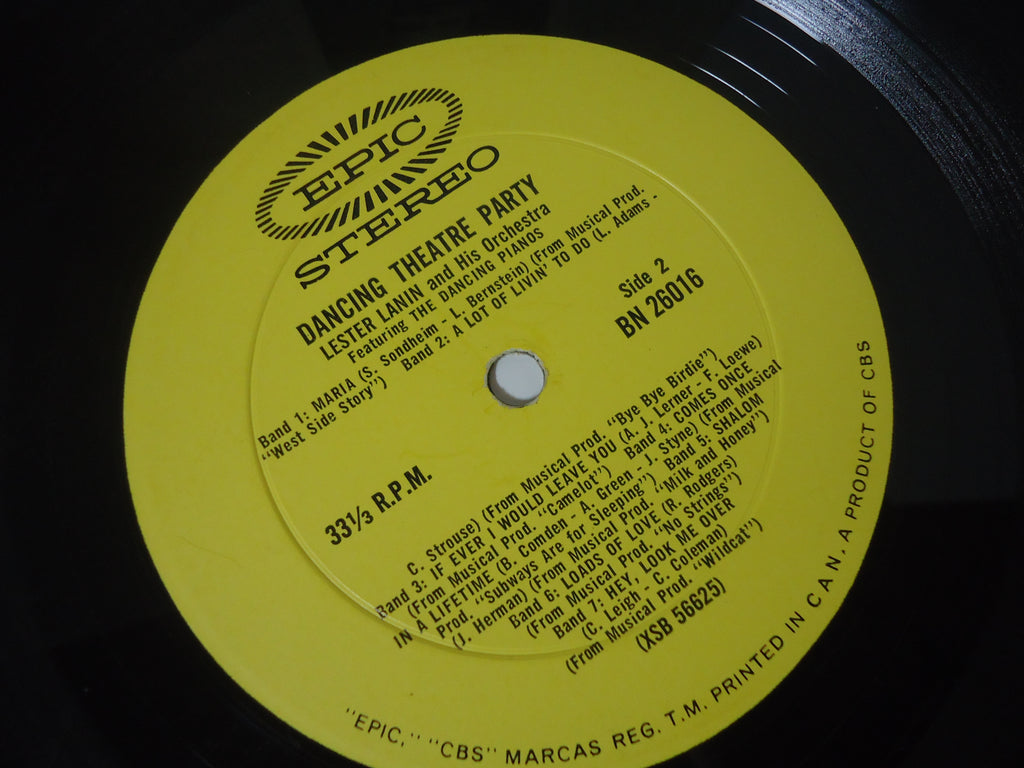 EPIC
STEREO
DANCING THEATRE PARTY
LESTER LANIN and His Orchestra
Featuring THE DANCING PIANOS
Band 1: MARIA (S. Sondheim - L. Bernstein) (From Musical Prod.
"West Side Story") Band 2: A LOT OF LIVIN' TO DO (L. Adams -
Side 2
BN 26016
33⅓ R.P.M.
C. Strouse) (From Musical Prod. "Bye Bye Birdie")
Band 3: IF EVER I WOULD LEAVE YOU (A. J. Lerner - F. Loewe)
(From Musical Prod. "Camelot") Band 4: COMES ONCE
IN A LIFETIME (B. Comden - A. Green - J. Styne) (From Musical
Prod. "Subways Are for Sleeping") Band 5: SHALOM
(J. Herman) (From Musical Prod. "Milk and Honey")
Band 6: LOADS OF LOVE (R. Rodgers)
(From Musical Prod. "No Strings")
Band 7: HEY, LOOK ME OVER
(C. Leigh - C. Coleman)
(From Musical Prod. "Wildcat")
(XSB 56625)
"EPIC," "CBS" MARCAS REG. T.M. PRINTED IN CAN, A PRODUCT OF CBS